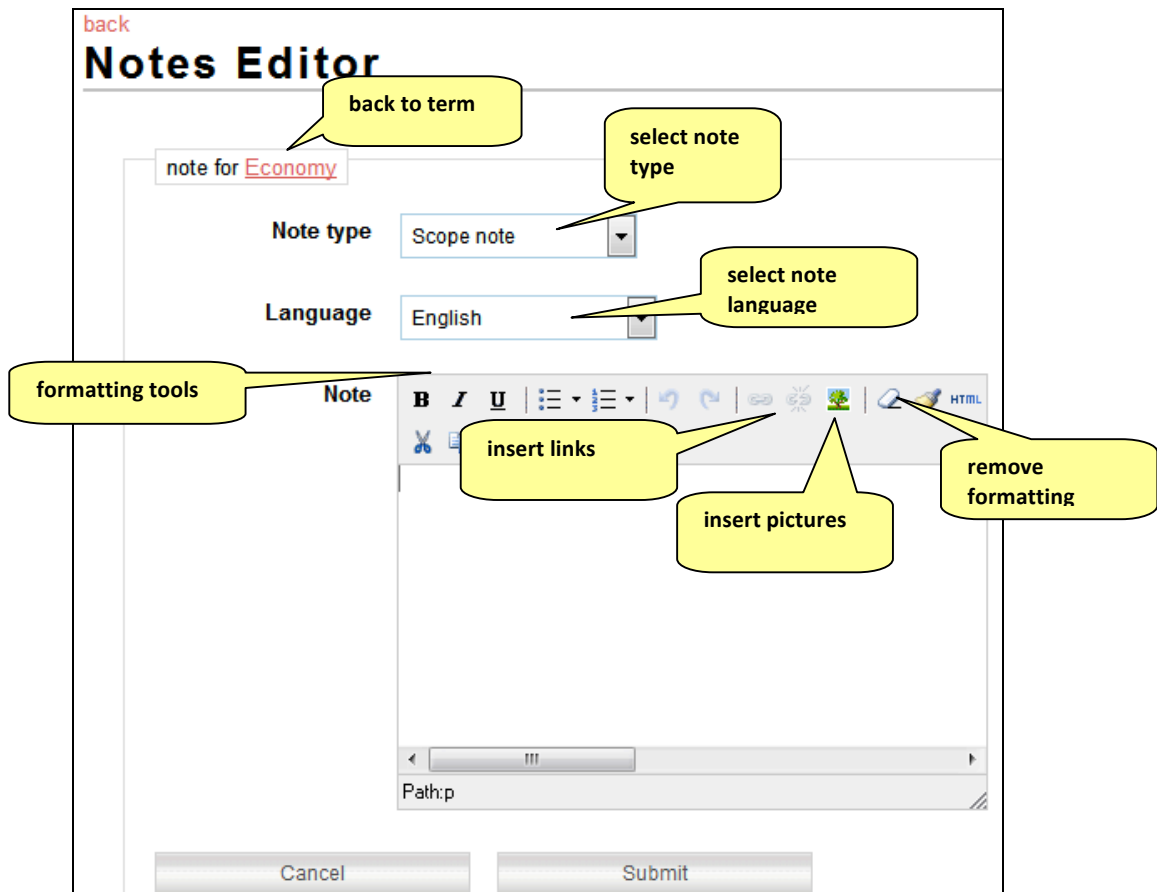 back
Notes Editor
back to term
select note
type
note for Economy
Note type
Scope note
select note
language
Language
English
formatting tools
Note
B I U HTML
insert links
remove
formatting
insert pictures
Path:p
Cancel
Submit